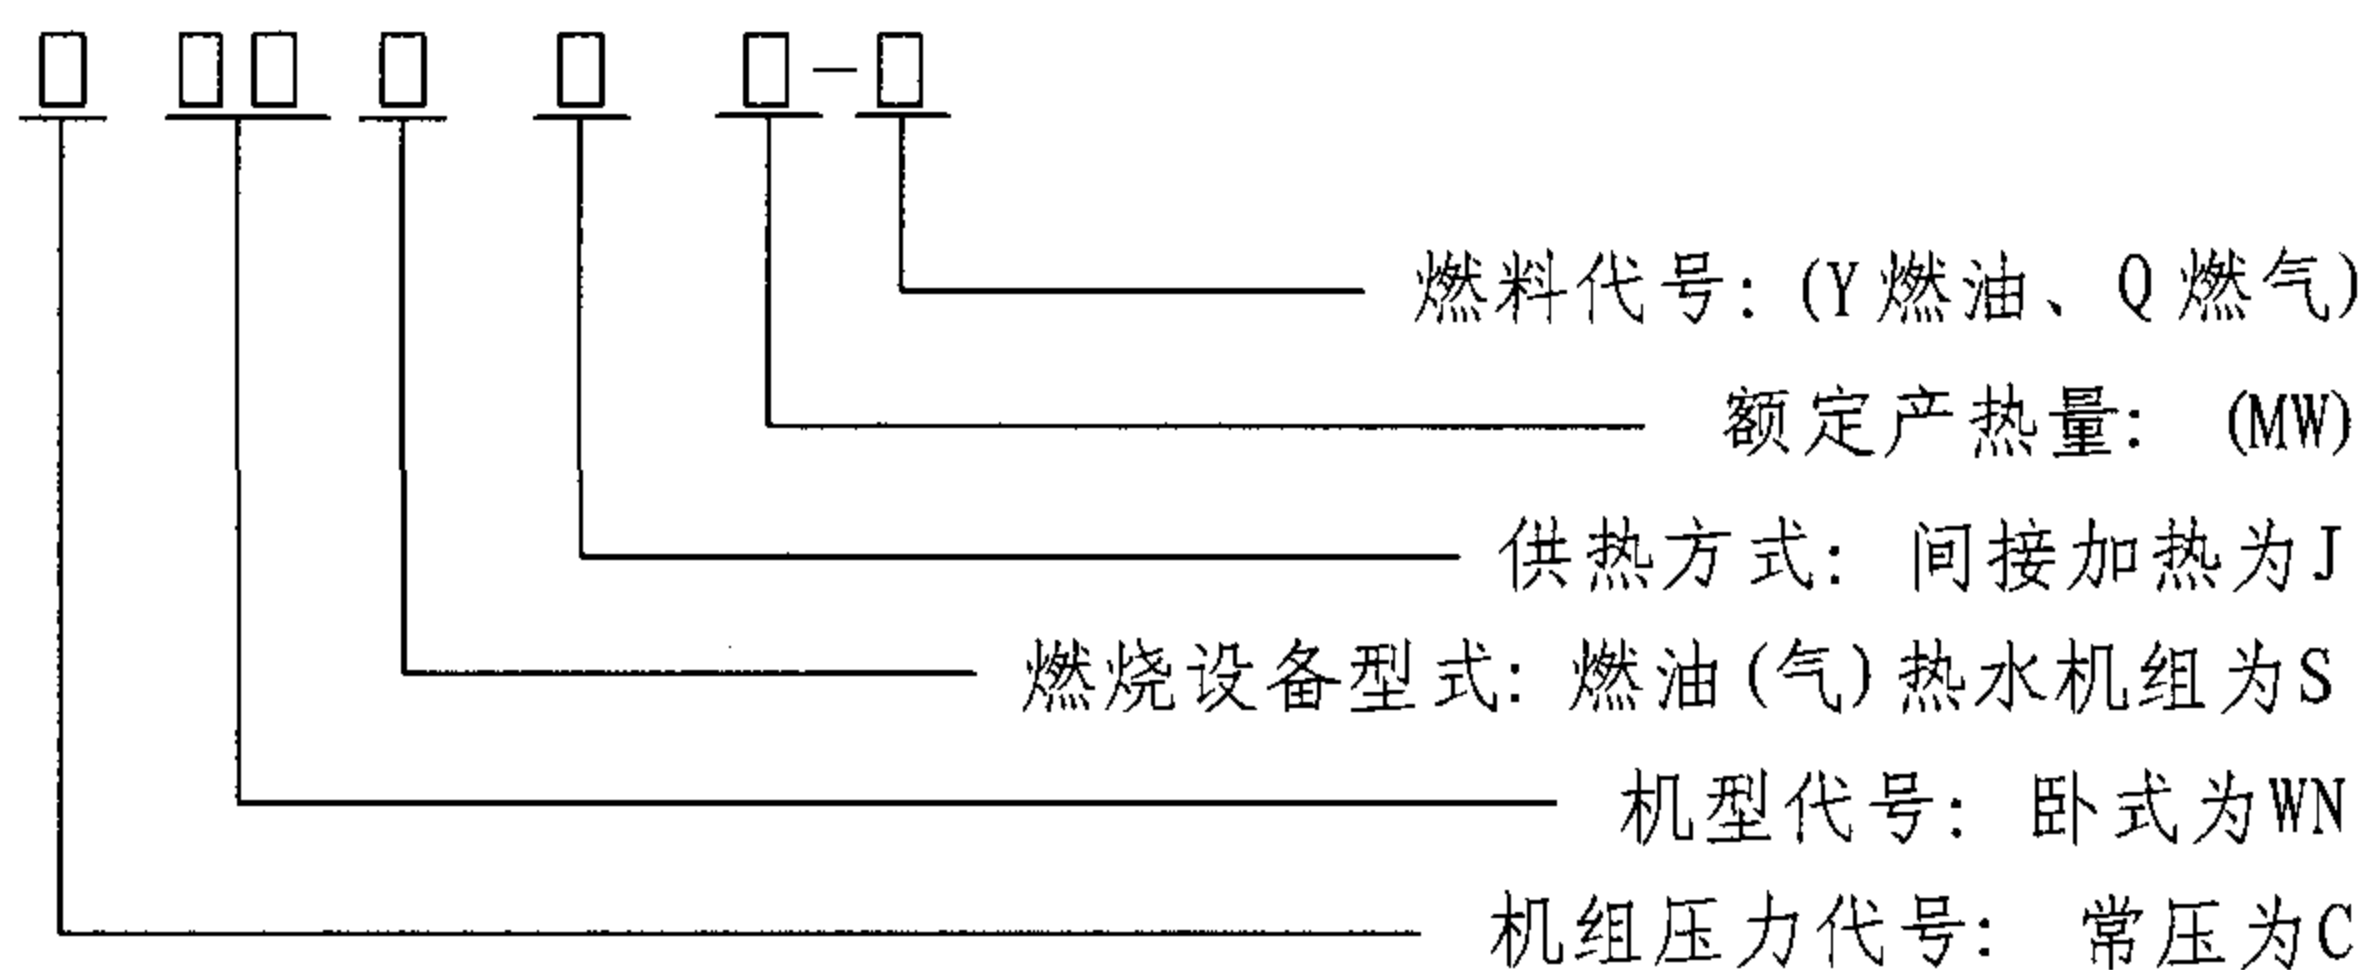 □ □□ □ □ □-□
燃料代号: (Y燃油、Q燃气)
额定产热量: (MW)
供热方式: 间接加热为J
燃烧设备型式: 燃油(气)热水机组为S
机型代号: 卧式为WN
机组压力代号: 常压为C